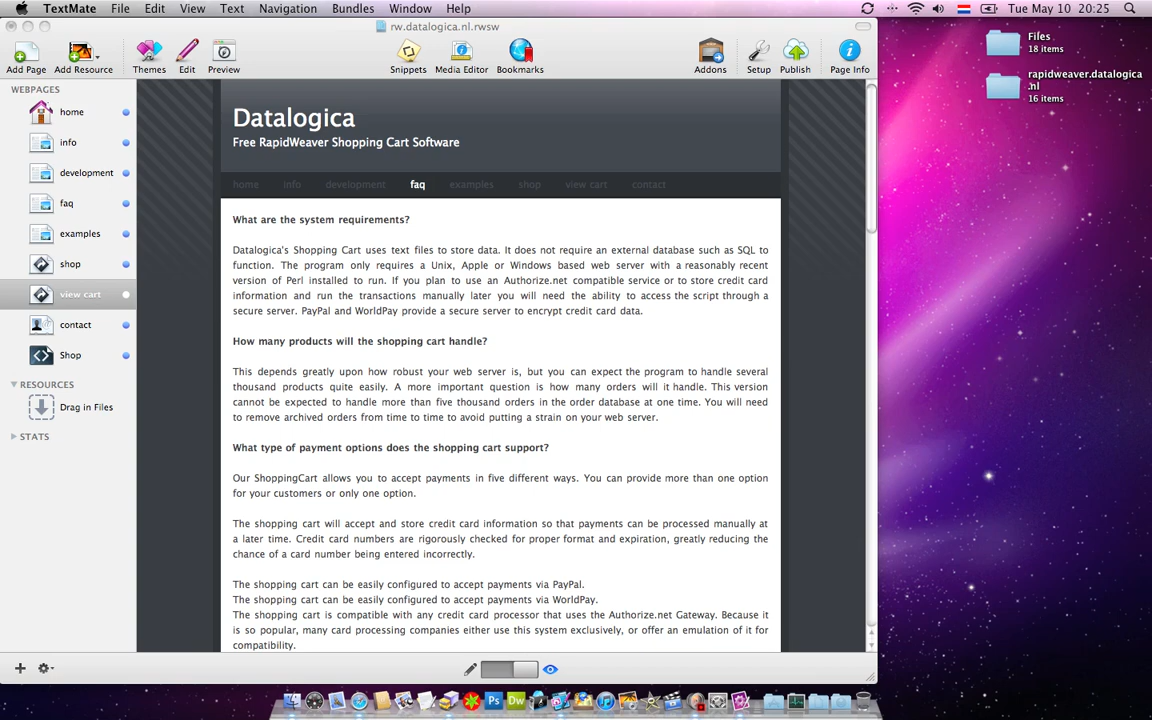 TextMate File Edit View Text Navigation Bundles Window Help Tue May 10 20:25
rw.datalogica.nl.rwsw
Add Page Add Resource Themes Edit Preview Snippets Media Editor Bookmarks Addons Setup Publish Page Info
WEBPAGES
home
info
development
faq
examples
shop
view cart
contact
Shop
RESOURCES
Drag in Files
STATS
Datalogica
Free RapidWeaver Shopping Cart Software
home info development faq examples shop view cart contact
What are the system requirements?
Datalogica's Shopping Cart uses text files to store data. It does not require an external database such as SQL to
function. The program only requires a Unix, Apple or Windows based web server with a reasonably recent
version of Perl installed to run. If you plan to use an Authorize.net compatible service or to store credit card
information and run the transactions manually later you will need the ability to access the script through a
secure server. PayPal and WorldPay provide a secure server to encrypt credit card data.
How many products will the shopping cart handle?
This depends greatly upon how robust your web server is, but you can expect the program to handle several
thousand products quite easily. A more important question is how many orders will it handle. This version
cannot be expected to handle more than five thousand orders in the order database at one time. You will need
to remove archived orders from time to time to avoid putting a strain on your web server.
What type of payment options does the shopping cart support?
Our ShoppingCart allows you to accept payments in five different ways. You can provide more than one option
for your customers or only one option.
The shopping cart will accept and store credit card information so that payments can be processed manually at
a later time. Credit card numbers are rigorously checked for proper format and expiration, greatly reducing the
chance of a card number being entered incorrectly.
The shopping cart can be easily configured to accept payments via PayPal.
The shopping cart can be easily configured to accept payments via WorldPay.
The shopping cart is compatible with any credit card processor that uses the Authorize.net Gateway. Because it
is so popular, many card processing companies either use this system exclusively, or offer an emulation of it for
compatibility.
Files
18 items
rapidweaver.datalogica
.nl
16 items
Ps Dw